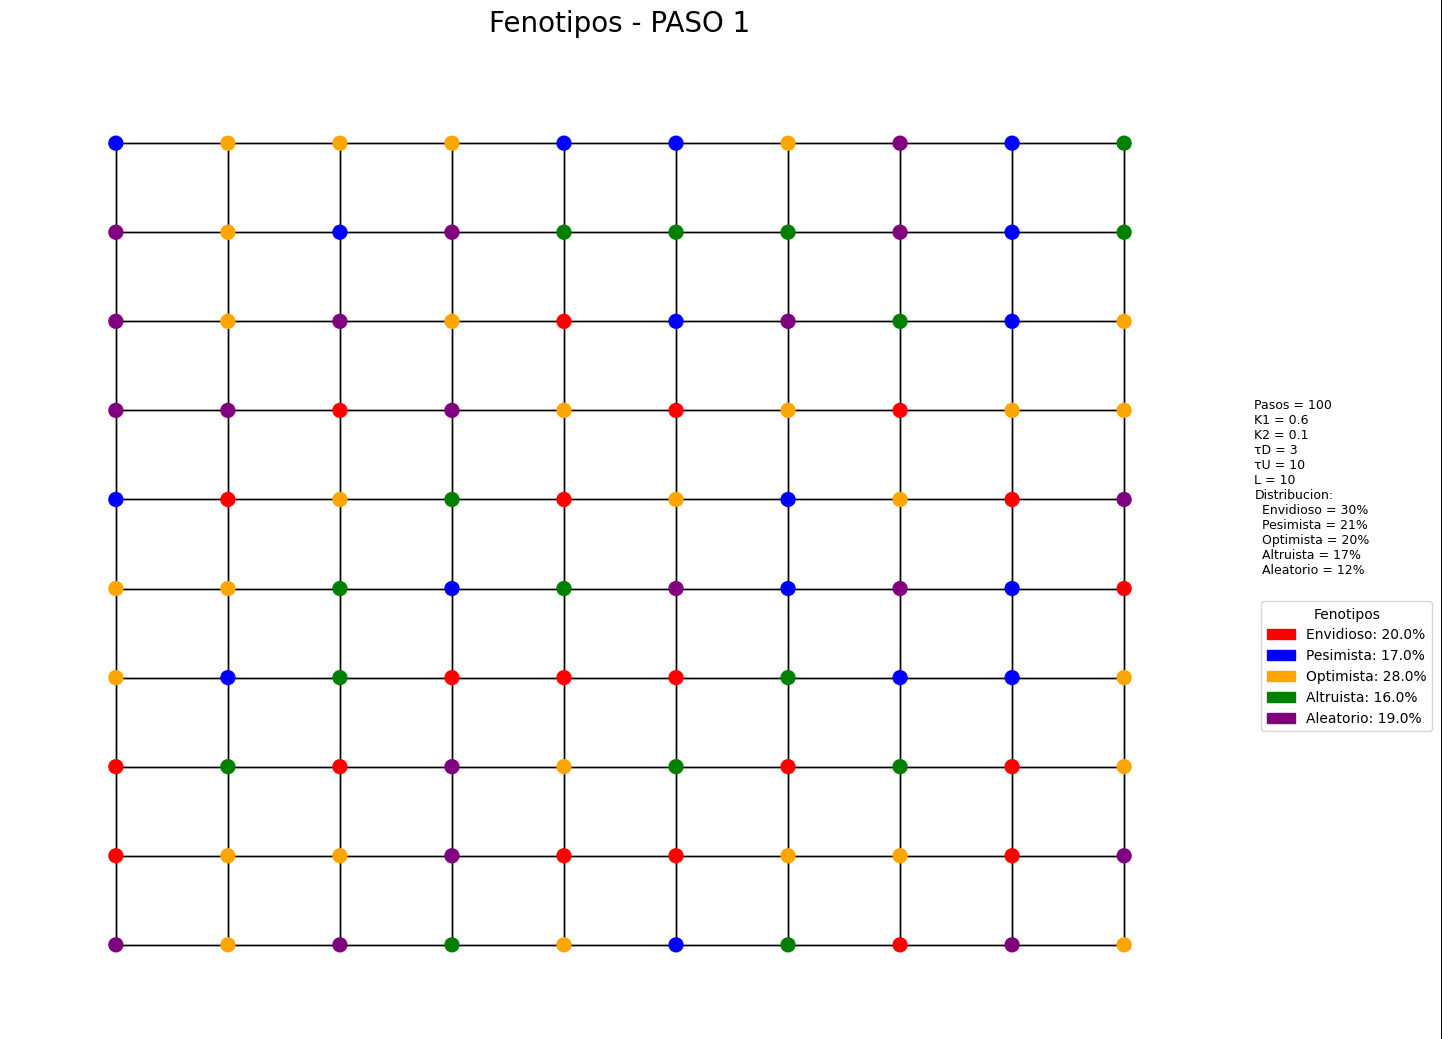 Fenotipos - PASO 1
Pasos = 100
K1 = 0.6
K2 = 0.1
τD = 3
τU = 10
L = 10
Distribucion:
Envidioso = 30%
Pesimista = 21%
Optimista = 20%
Altruista = 17%
Aleatorio = 12%
Fenotipos
Envidioso: 20.0%
Pesimista: 17.0%
Optimista: 28.0%
Altruista: 16.0%
Aleatorio: 19.0%